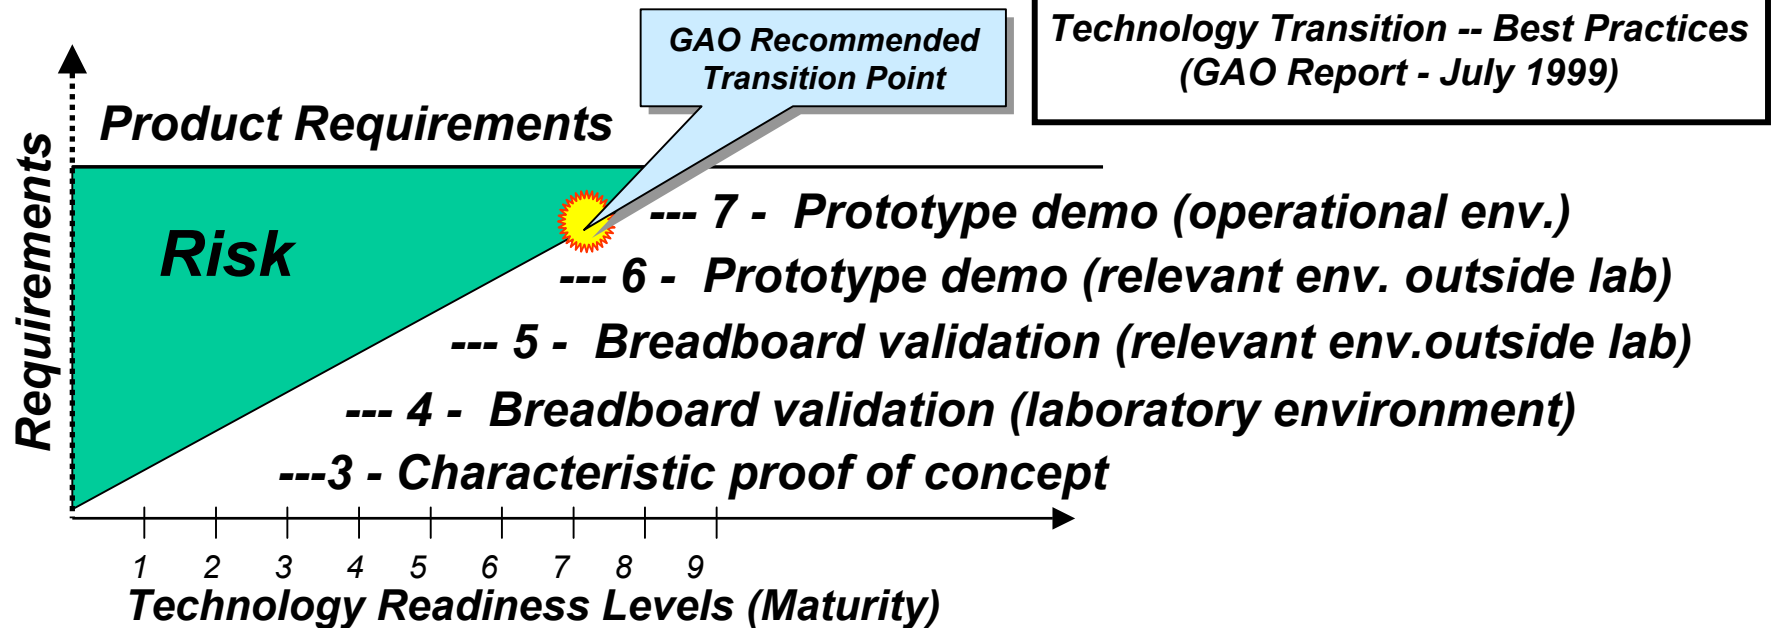 Technology Transition -- Best Practices
(GAO Report - July 1999)
GAO Recommended
Transition Point
Product Requirements
Requirements
Risk
--- 7 - Prototype demo (operational env.)
--- 6 - Prototype demo (relevant env. outside lab)
--- 5 - Breadboard validation (relevant env.outside lab)
--- 4 - Breadboard validation (laboratory environment)
---3 - Characteristic proof of concept
1 2 3 4 5 6 7 8 9
Technology Readiness Levels (Maturity)